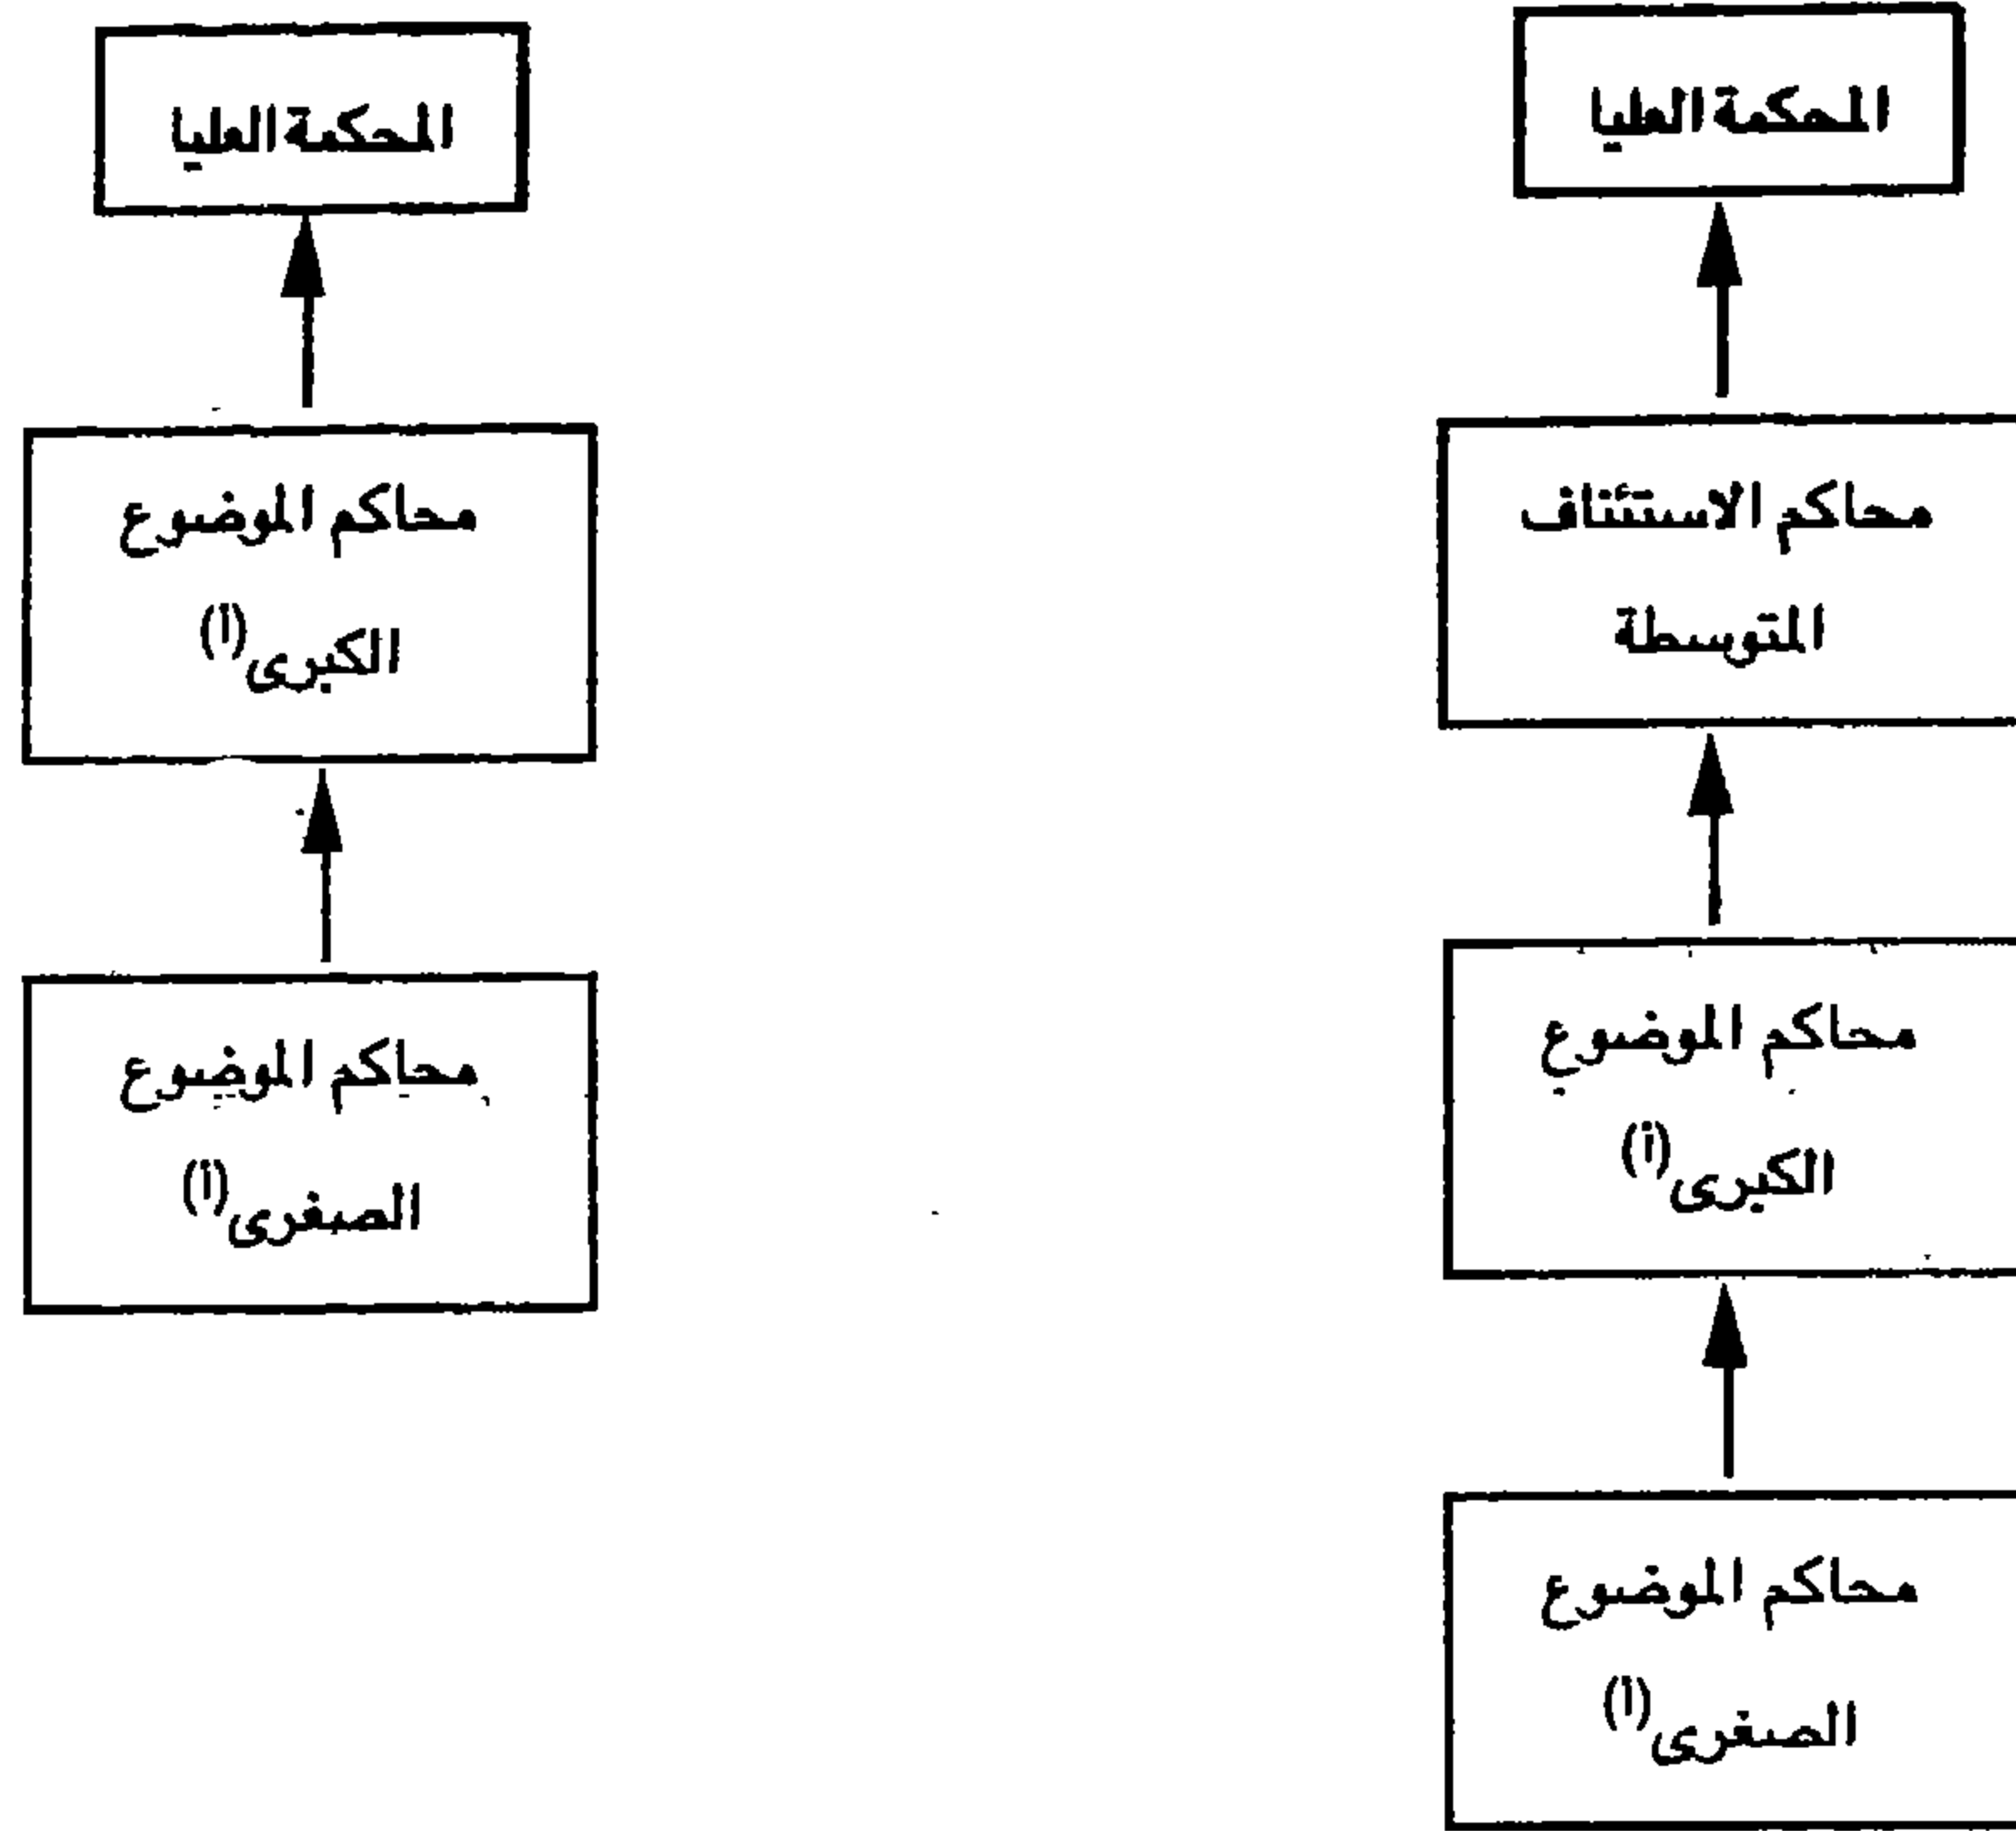 المحكمة العليا
محاكم الاستئناف
المتوسطة
محاكم الموضوع
الكبرى(أ)
محاكم الموضوع
الصغرى(أ)
المحكمة العليا
محاكم الموضوع
الكبرى(أ)
محاكم الموضوع
الصغرى(أ)